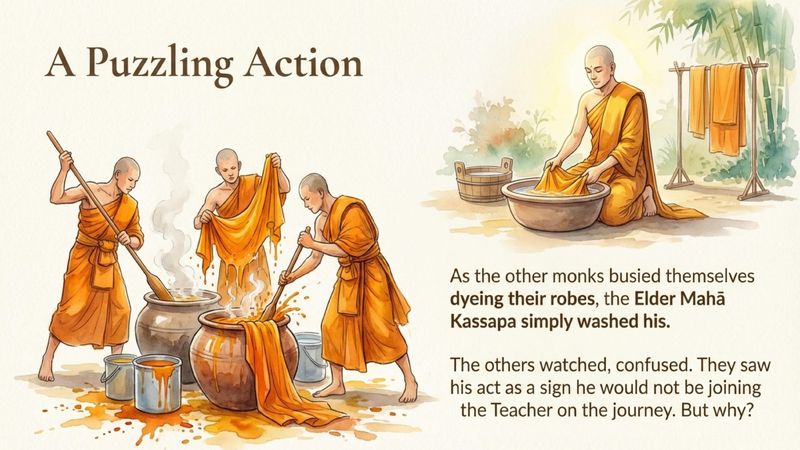 A Puzzling Action
As the other monks busied themselves
dyeing their robes, the Elder Mahā
Kassapa simply washed his.
The others watched, confused. They saw
his act as a sign he would not be joining
the Teacher on the journey. But why?